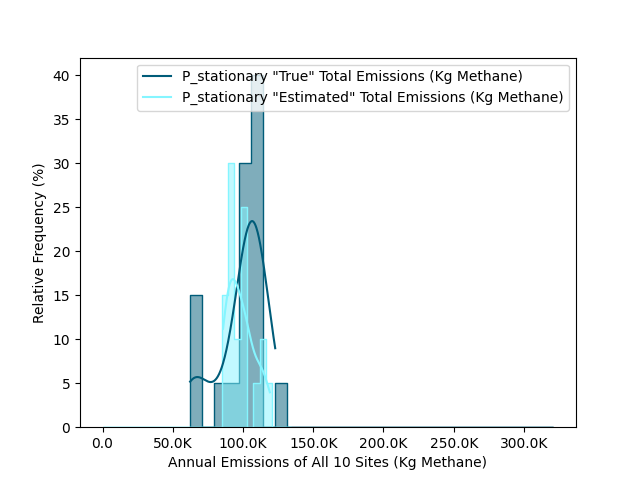 P_stationary "True" Total Emissions (Kg Methane)
P_stationary "Estimated" Total Emissions (Kg Methane)
40
35
30
25
20
15
10
5
0
Relative Frequency (%)
0.0 50.0K 100.0K 150.0K 200.0K 250.0K 300.0K
Annual Emissions of All 10 Sites (Kg Methane)